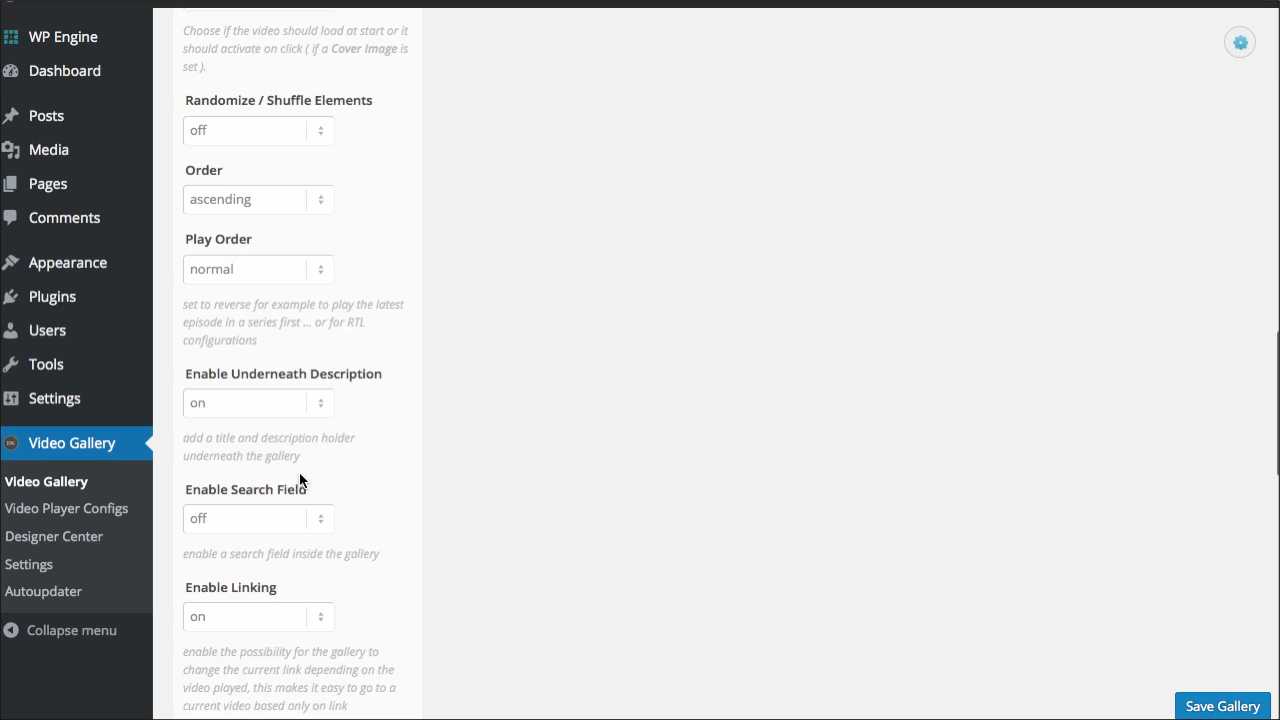 WP Engine
Dashboard
Posts
Media
Pages
Comments
Appearance
Plugins
Users
Tools
Settings
Video Gallery
Video Gallery
Video Player Configs
Designer Center
Settings
Autoupdater
Collapse menu
Choose if the video should load at start or it
should activate on click ( if a Cover Image is
set ).
Randomize / Shuffle Elements
off
Order
ascending
Play Order
normal
set to reverse for example to play the latest
episode in a series first ... or for RTL
configurations
Enable Underneath Description
on
add a title and description holder
underneath the gallery
Enable Search Field
off
enable a search field inside the gallery
Enable Linking
on
enable the possibility for the gallery to
change the current link depending on the
video played, this makes it easy to go to a
current video based only on link
Save Gallery